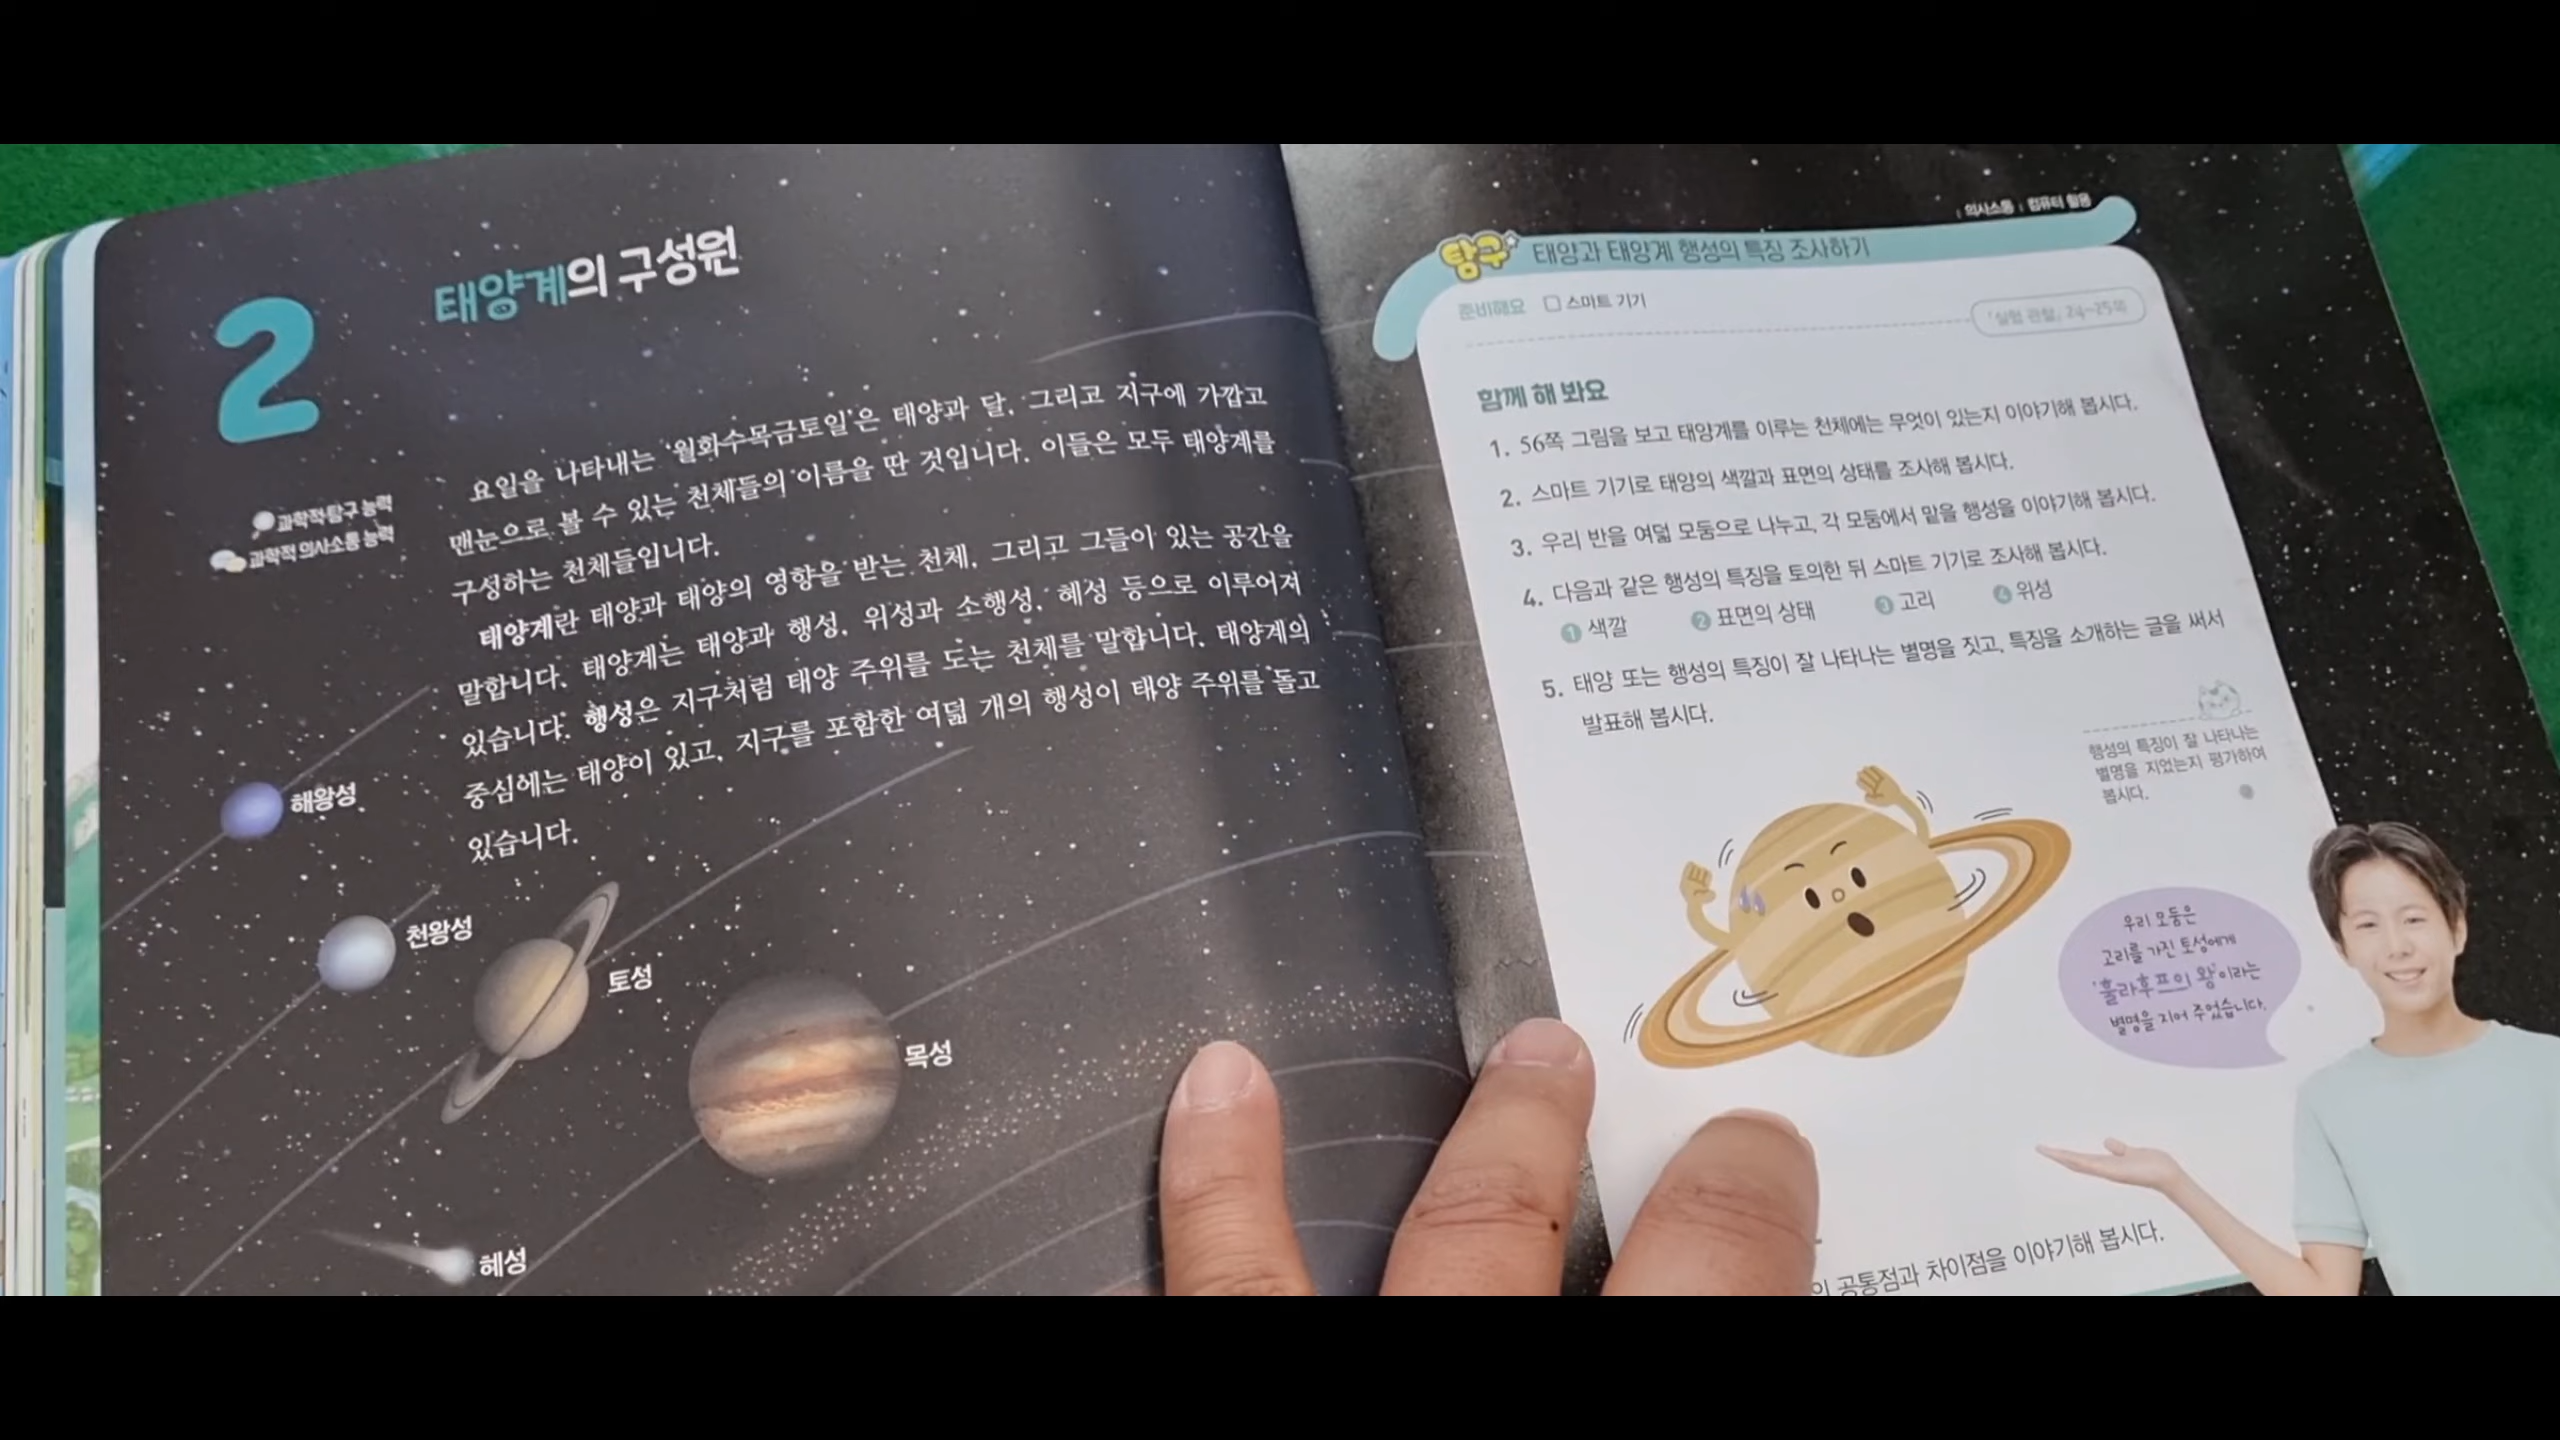 2
태양계의 구성원
과학적 탐구 능력
과학적 의사소통 능력
요일을 나타내는 '월화수목금토일'은 태양과 달, 그리고 지구에 가깝고
맨눈으로 볼 수 있는 천체들의 이름을 딴 것입니다. 이들은 모두 태양계를
구성하는 천체들입니다.
태양계란 태양과 태양의 영향을 받는 천체, 그리고 그들이 있는 공간을
말합니다. 태양계는 태양과 행성, 위성과 소행성, 혜성 등으로 이루어져
있습니다. 행성은 지구처럼 태양 주위를 도는 천체를 말합니다. 태양계의
중심에는 태양이 있고, 지구를 포함한 여덟 개의 행성이 태양 주위를 돌고
있습니다.
해왕성
천왕성
토성
목성
혜성
의사소통 컴퓨터 활용
탐구 태양과 태양계 행성의 특징 조사하기
준비해요 스마트 기기
「실험 관찰」 24~25쪽
함께 해 봐요
1. 56쪽 그림을 보고 태양계를 이루는 천체에는 무엇이 있는지 이야기해 봅시다.
2. 스마트 기기로 태양의 색깔과 표면의 상태를 조사해 봅시다.
3. 우리 반을 여덟 모둠으로 나누고, 각 모둠에서 맡을 행성을 이야기해 봅시다.
4. 다음과 같은 행성의 특징을 토의한 뒤 스마트 기기로 조사해 봅시다.
1 색깔 2 표면의 상태 3 고리 4 위성
5. 태양 또는 행성의 특징이 잘 나타나는 별명을 짓고, 특징을 소개하는 글을 써서
발표해 봅시다.
행성의 특징이 잘 나타나는
별명을 지었는지 평가하여
봅시다.
우리 모둠은
고리를 가진 토성에게
'훌라후프의 왕'이라는
별명을 지어 주었습니다.
의 공통점과 차이점을 이야기해 봅시다.